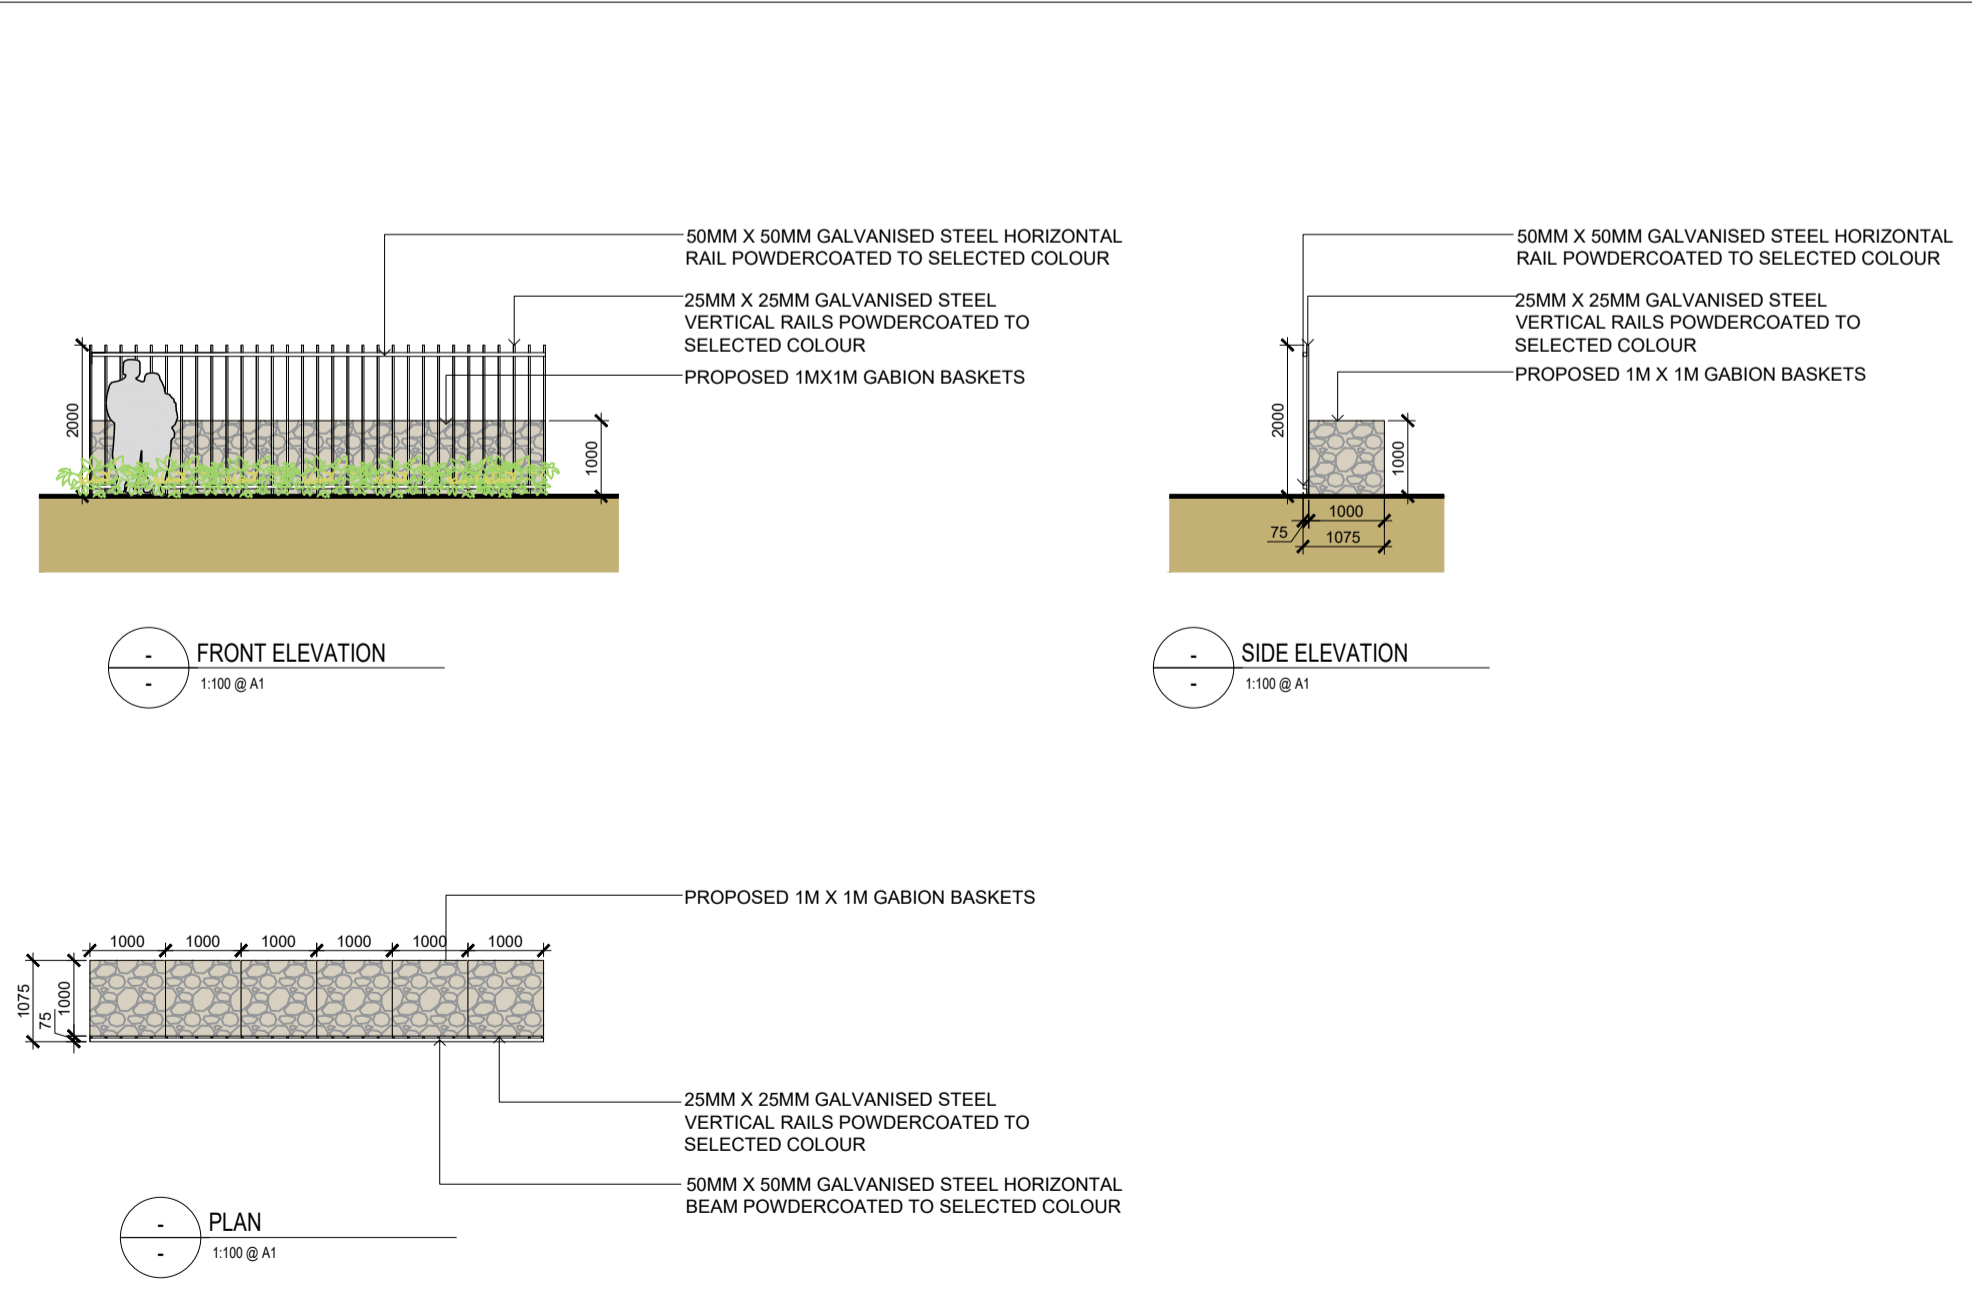 50MM X 50MM GALVANISED STEEL HORIZONTAL
RAIL POWDERCOATED TO SELECTED COLOUR
25MM X 25MM GALVANISED STEEL
VERTICAL RAILS POWDERCOATED TO
SELECTED COLOUR
PROPOSED 1MX1M GABION BASKETS
2000
1000
-
-
FRONT ELEVATION
1:100 @ A1
50MM X 50MM GALVANISED STEEL HORIZONTAL
RAIL POWDERCOATED TO SELECTED COLOUR
25MM X 25MM GALVANISED STEEL
VERTICAL RAILS POWDERCOATED TO
SELECTED COLOUR
PROPOSED 1M X 1M GABION BASKETS
2000
1000
1000
75
1075
-
-
SIDE ELEVATION
1:100 @ A1
PROPOSED 1M X 1M GABION BASKETS
1000 1000 1000 1000 1000 1000
1075
75
1000
25MM X 25MM GALVANISED STEEL
VERTICAL RAILS POWDERCOATED TO
SELECTED COLOUR
50MM X 50MM GALVANISED STEEL HORIZONTAL
BEAM POWDERCOATED TO SELECTED COLOUR
-
-
PLAN
1:100 @ A1